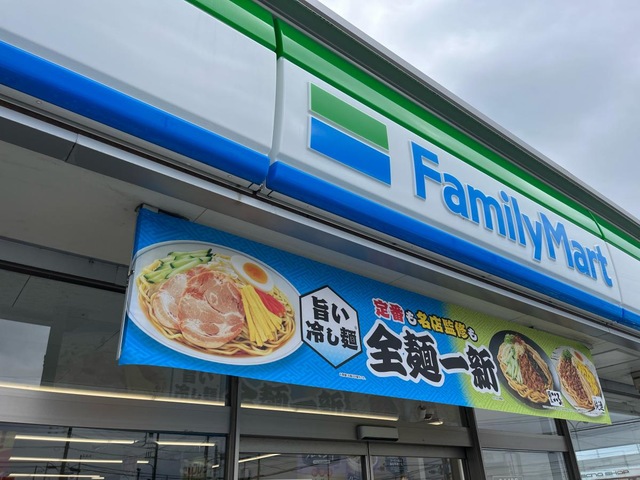 FamilyMart
旨い
冷し麺
定番も名店監修も
全麺一新